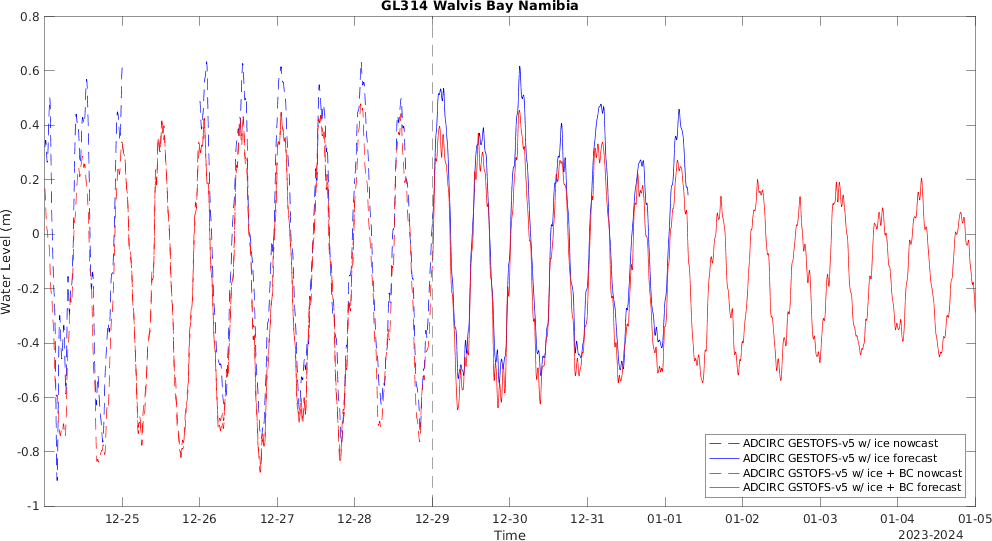 GL314 Walvis Bay Namibia
0.8
0.6
0.4
0.2
0
-0.2
-0.4
-0.6
-0.8
-1
Water Level (m)
ADCIRC GESTOFS-v5 w/ ice nowcast
ADCIRC GESTOFS-v5 w/ ice forecast
ADCIRC GSTOFS-v5 w/ ice + BC nowcast
ADCIRC GSTOFS-v5 w/ ice + BC forecast
12-25 12-26 12-27 12-28 12-29 12-30 12-31 01-01 01-02 01-03 01-04 01-05
Time
2023-2024